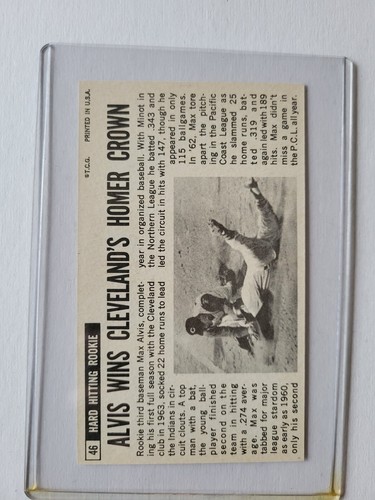 46 HARD HITTING ROOKIE ©T.C.G. PRINTED IN U.S.A.
ALVIS WINS CLEVELAND'S HOMER CROWN
Rookie third baseman Max Alvis, complet-
ing his first full season with the Cleveland
club in 1963, socked 22 home runs to lead
the Indians in cir-
cuit clouts. A top
man with a bat,
the young ball-
player finished
second on the
team in hitting
with a .274 aver-
age. Max was
tabbed for major
league stardom
as early as 1960,
only his second
year in organized baseball. With Minot in
the Northern League he batted .343 and
led the circuit in hits with 147, though he
appeared in only
115 ballgames.
In '62, Max tore
apart the pitch-
ing in the Pacific
Coast League as
he slammed 25
home runs, bat-
ted .319 and
again led with 189
hits. Max didn't
miss a game in
the P.C.L. all year.